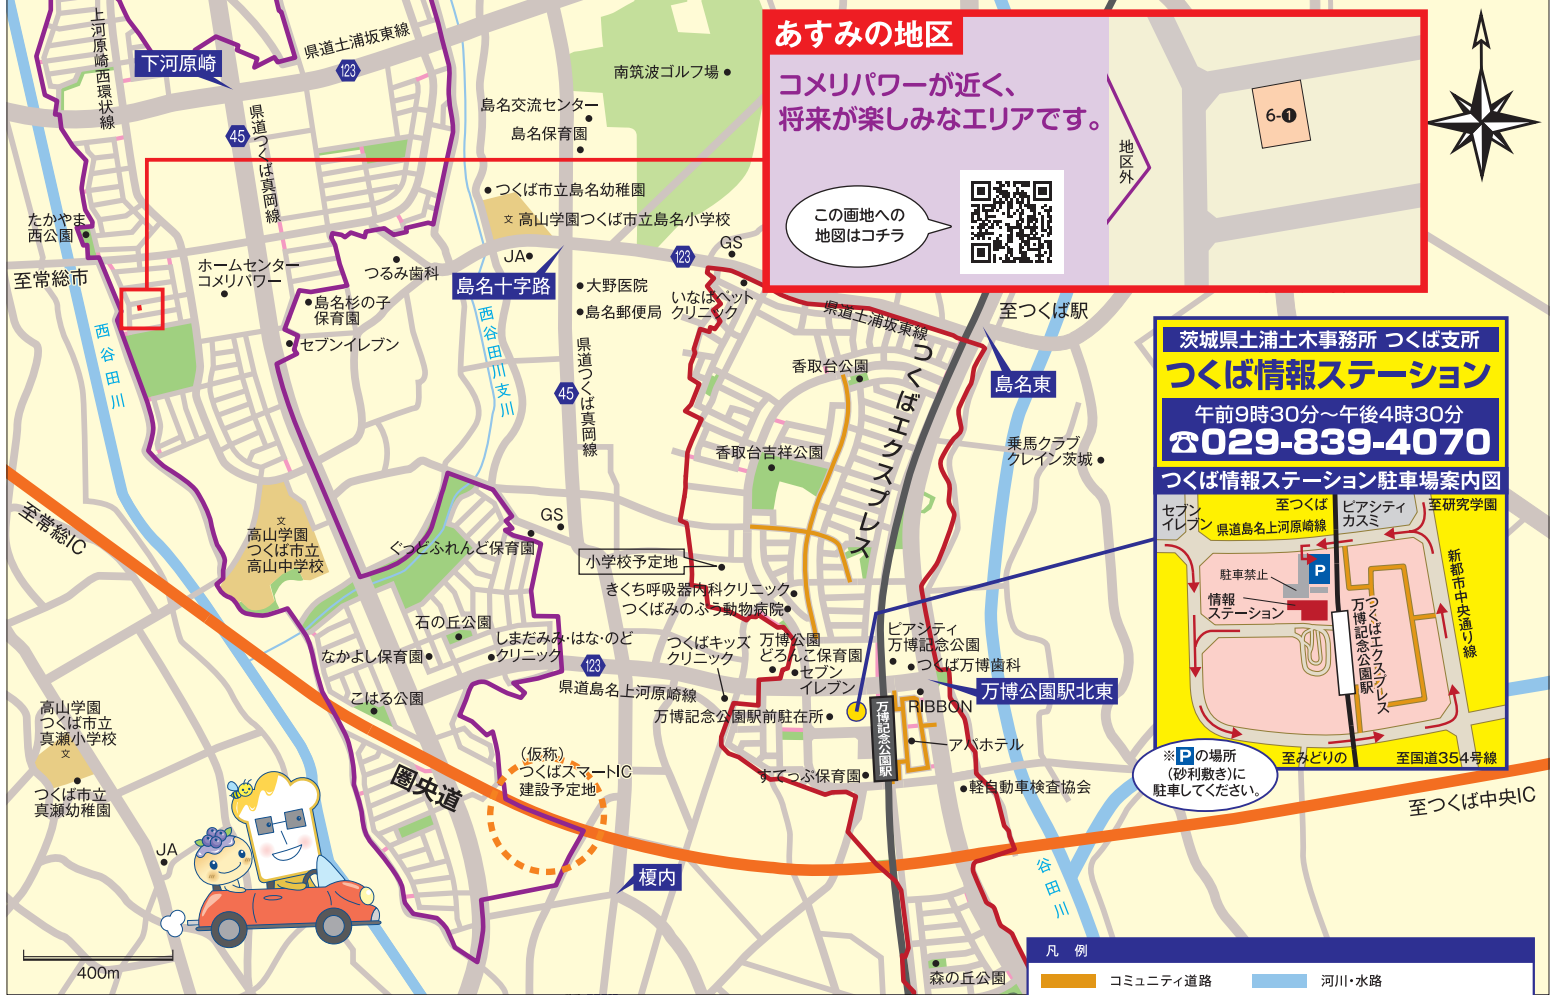 上河原崎西環状線
下河原崎
県道土浦坂東線
123
45
県道つくば真岡線
南筑波ゴルフ場
島名交流センター
島名保育園
つくば市立島名幼稚園
文 高山学園つくば市立島名小学校
JA
123
GS
島名十字路
たかやま
西公園
至常総市
ホームセンター
コメリパワー
つるみ歯科
島名杉の子
保育園
セブンイレブン
大野医院
島名郵便局
いなばペット
クリニック
西谷田川
西谷田川支川
県道つくば真岡線
45
あすみの地区
コメリパワーが近く、
将来が楽しみなエリアです。
この画地への
地図はコチラ
地区外
6-❶
県道土浦坂東線
至つくば駅
島名東
香取台公園
つくばエクスプレス
香取台吉祥公園
乗馬クラブ
クレイン茨城
茨城県土浦土木事務所 つくば支所
つくば情報ステーション
午前9時30分～午後4時30分
☎029-839-4070
つくば情報ステーション駐車場案内図
セブン
イレブン
至つくば
ピアシティ
カスミ
至研究学園
県道島名上河原崎線
駐車禁止
P
情報
ステーション
つくばエクスプレス
万博記念公園駅
新都市中央通り線
至みどりの
至国道354号線
※Pの場所
(砂利敷き)に
駐車してください。
至常総IC
文
高山学園
つくば市立
高山中学校
GS
ぐっどふれんど保育園
小学校予定地
きくち呼吸器内科クリニック
つくばみのふう動物病院
石の丘公園
しまだみみ・はな・のど
クリニック
なかよし保育園
つくばキッズ
クリニック
万博公園
どろんこ保育園
セブン
イレブン
ピアシティ
万博記念公園
つくば万博歯科
123
県道島名上河原崎線
万博公園駅北東
こはる公園
万博記念公園駅前駐在所
RIBBON
万博記念公園駅
アパホテル
高山学園
つくば市立
真瀬小学校
文
つくば市立
真瀬幼稚園
圏央道
(仮称)
つくばスマートIC
建設予定地
すてっぷ保育園
軽自動車検査協会
至つくば中央IC
JA
榎内
谷田川
400m
森の丘公園
凡 例
コミュニティ道路
河川・水路